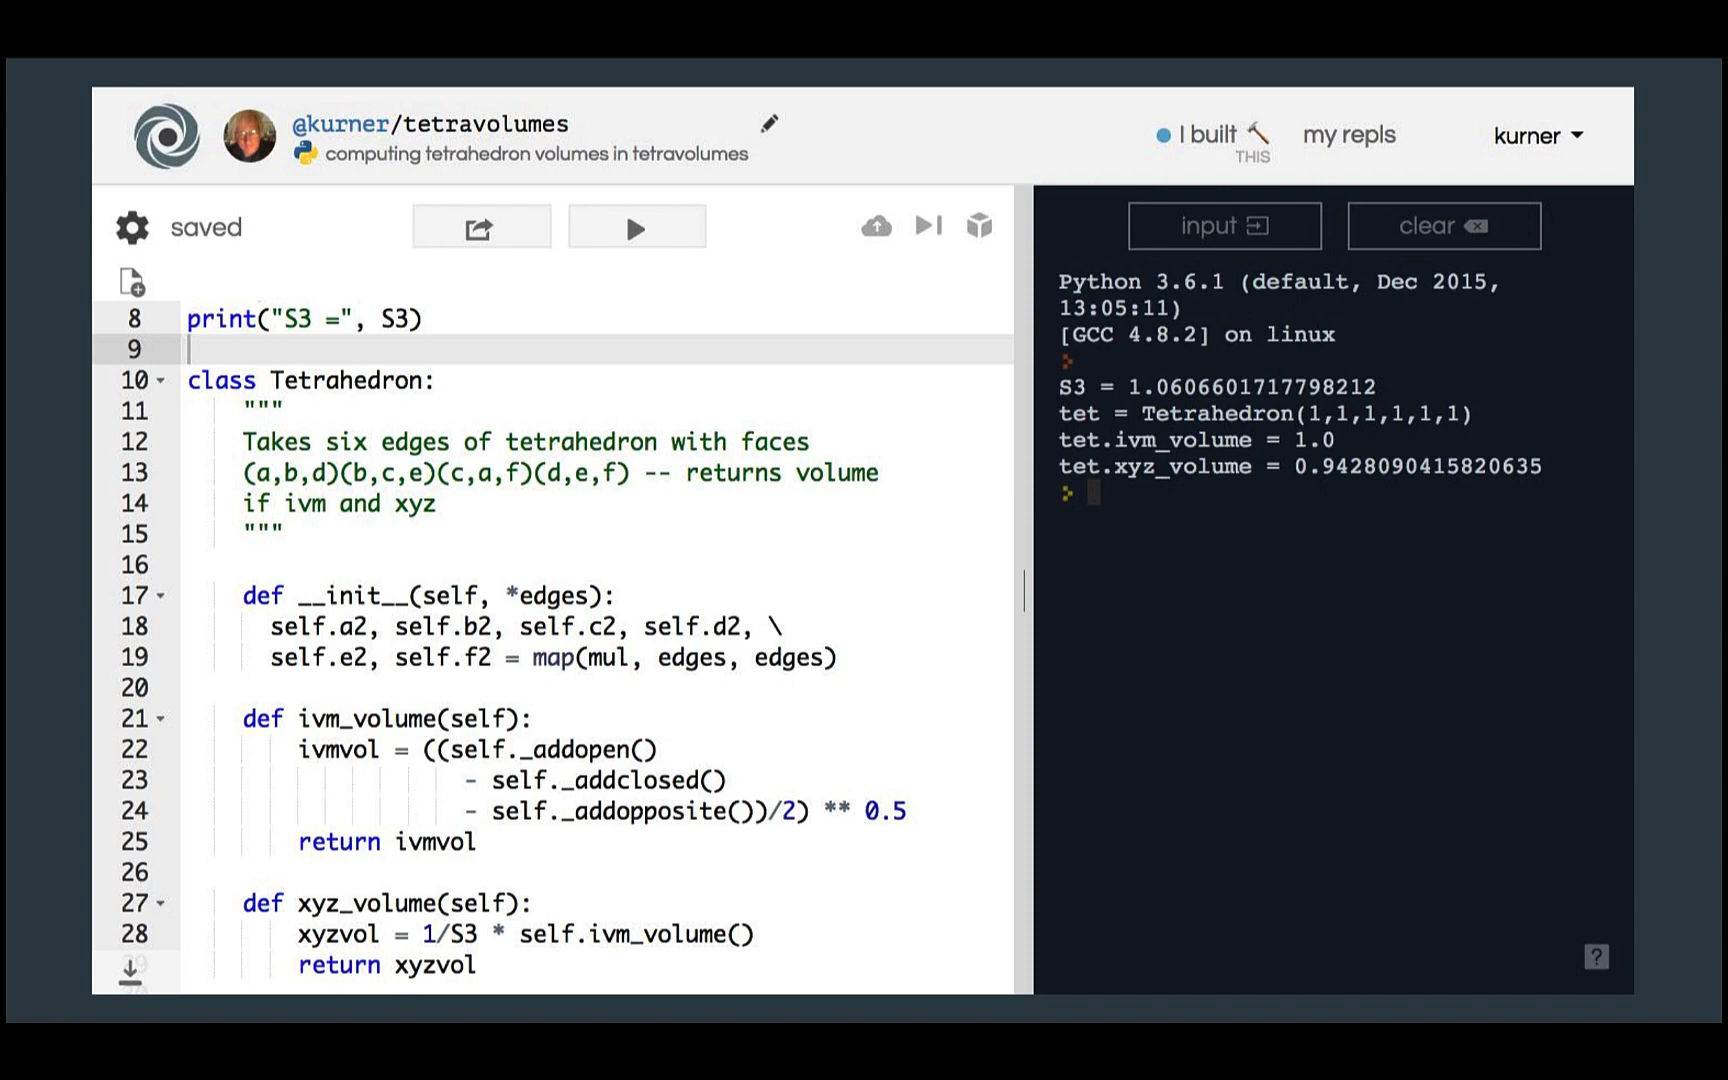 @kurner/tetravolumes
computing tetrahedron volumes in tetravolumes
I built
THIS
my repls
kurner
saved
8 print("S3 =", S3)
9
10 class Tetrahedron:
11 """
12 Takes six edges of tetrahedron with faces
13 (a,b,d)(b,c,e)(c,a,f)(d,e,f) -- returns volume
14 if ivm and xyz
15 """
16
17 def __init__(self, *edges):
18 self.a2, self.b2, self.c2, self.d2, \
19 self.e2, self.f2 = map(mul, edges, edges)
20
21 def ivm_volume(self):
22 ivmvol = ((self._addopen()
23 - self._addclosed()
24 - self._addopposite())/2) ** 0.5
25 return ivmvol
26
27 def xyz_volume(self):
28 xyzvol = 1/S3 * self.ivm_volume()
29 return xyzvol
input
clear
Python 3.6.1 (default, Dec 2015,
13:05:11)
[GCC 4.8.2] on linux
S3 = 1.0606601717798212
tet = Tetrahedron(1,1,1,1,1,1)
tet.ivm_volume = 1.0
tet.xyz_volume = 0.9428090415820635
?